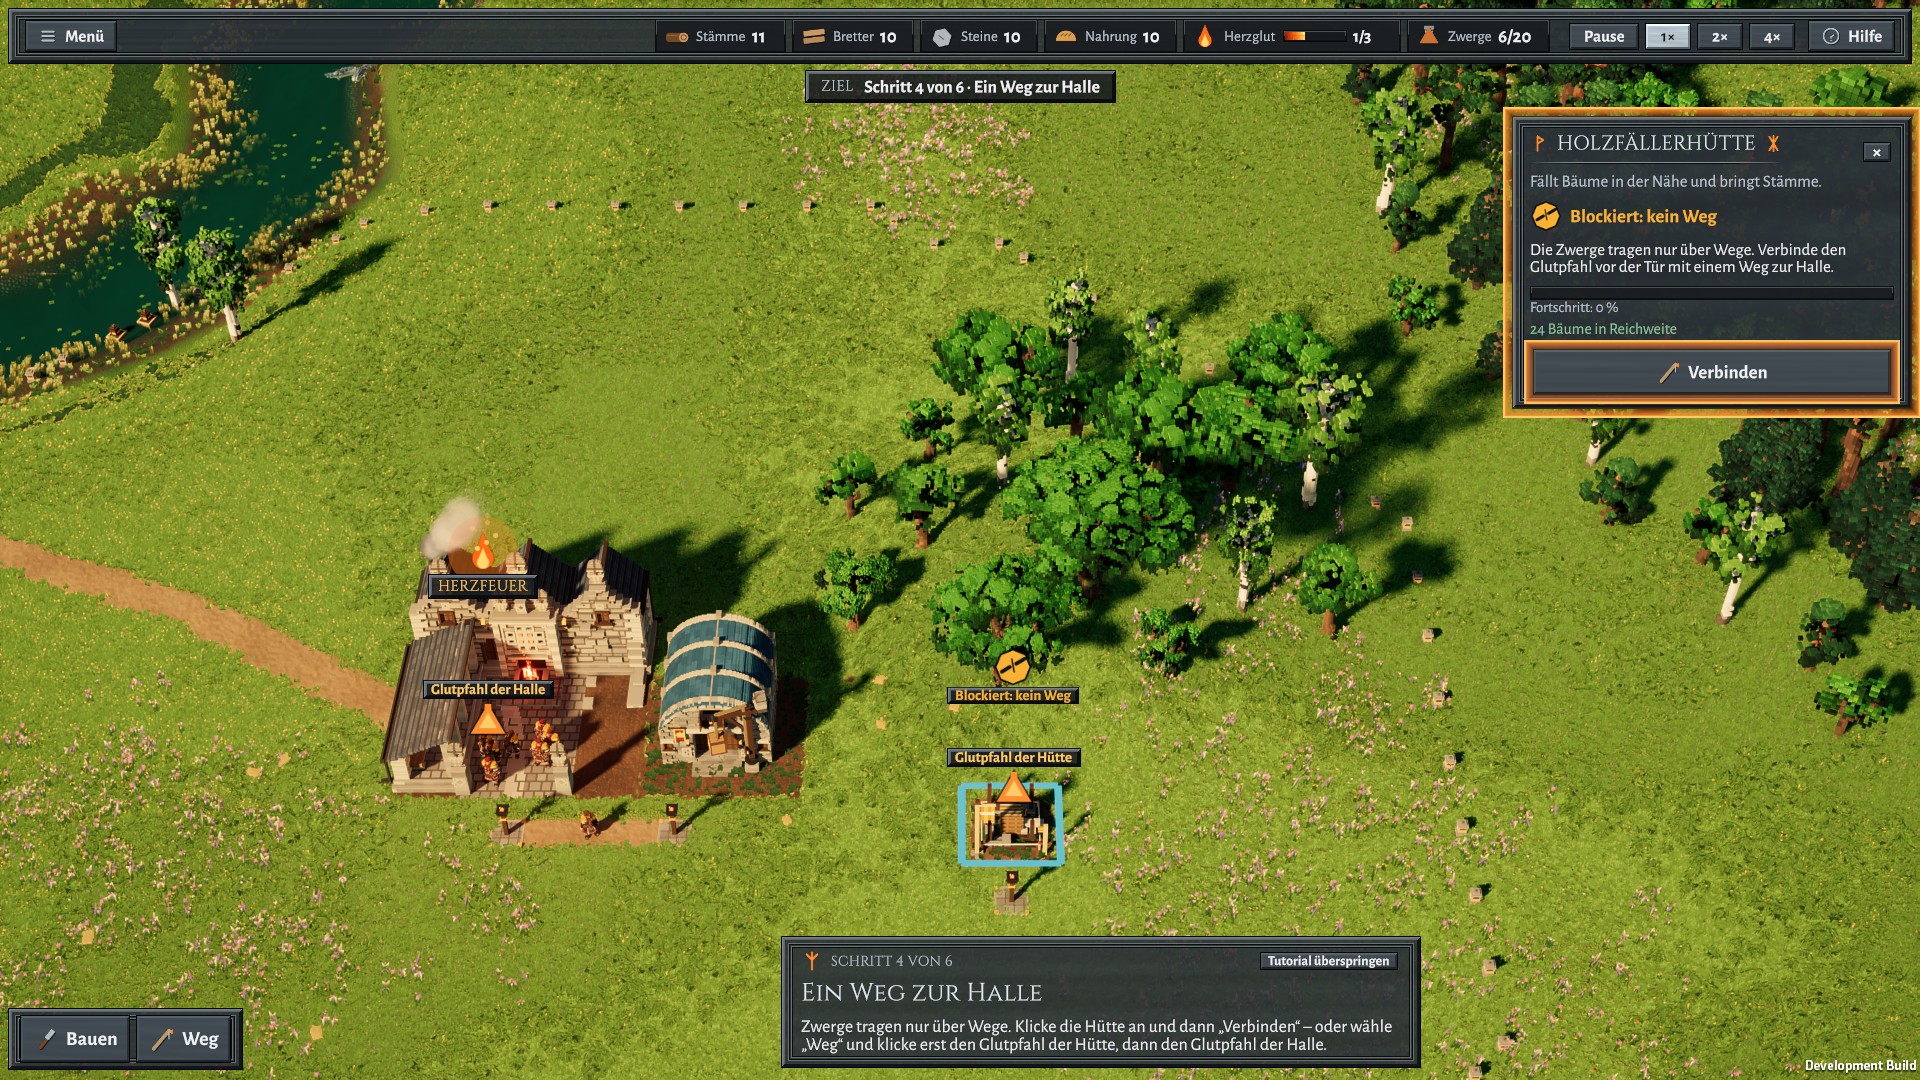 Menü
Stämme 11
Bretter 10
Steine 10
Nahrung 10
Herzglut 1/3
Zwerge 6/20
Pause
1×
2×
4×
Hilfe
ZIEL Schritt 4 von 6 · Ein Weg zur Halle
HOLZFÄLLERHÜTTE
×
Fällt Bäume in der Nähe und bringt Stämme.
Blockiert: kein Weg
Die Zwerge tragen nur über Wege. Verbinde den
Glutpfahl vor der Tür mit einem Weg zur Halle.
Fortschritt: 0 %
24 Bäume in Reichweite
Verbinden
HERZFEUER
Glutpfahl der Halle
Blockiert: kein Weg
Glutpfahl der Hütte
SCHRITT 4 VON 6
Tutorial überspringen
EIN WEG ZUR HALLE
Zwerge tragen nur über Wege. Klicke die Hütte an und dann „Verbinden“ – oder wähle
„Weg“ und klicke erst den Glutpfahl der Hütte, dann den Glutpfahl der Halle.
Bauen
Weg
Development Build